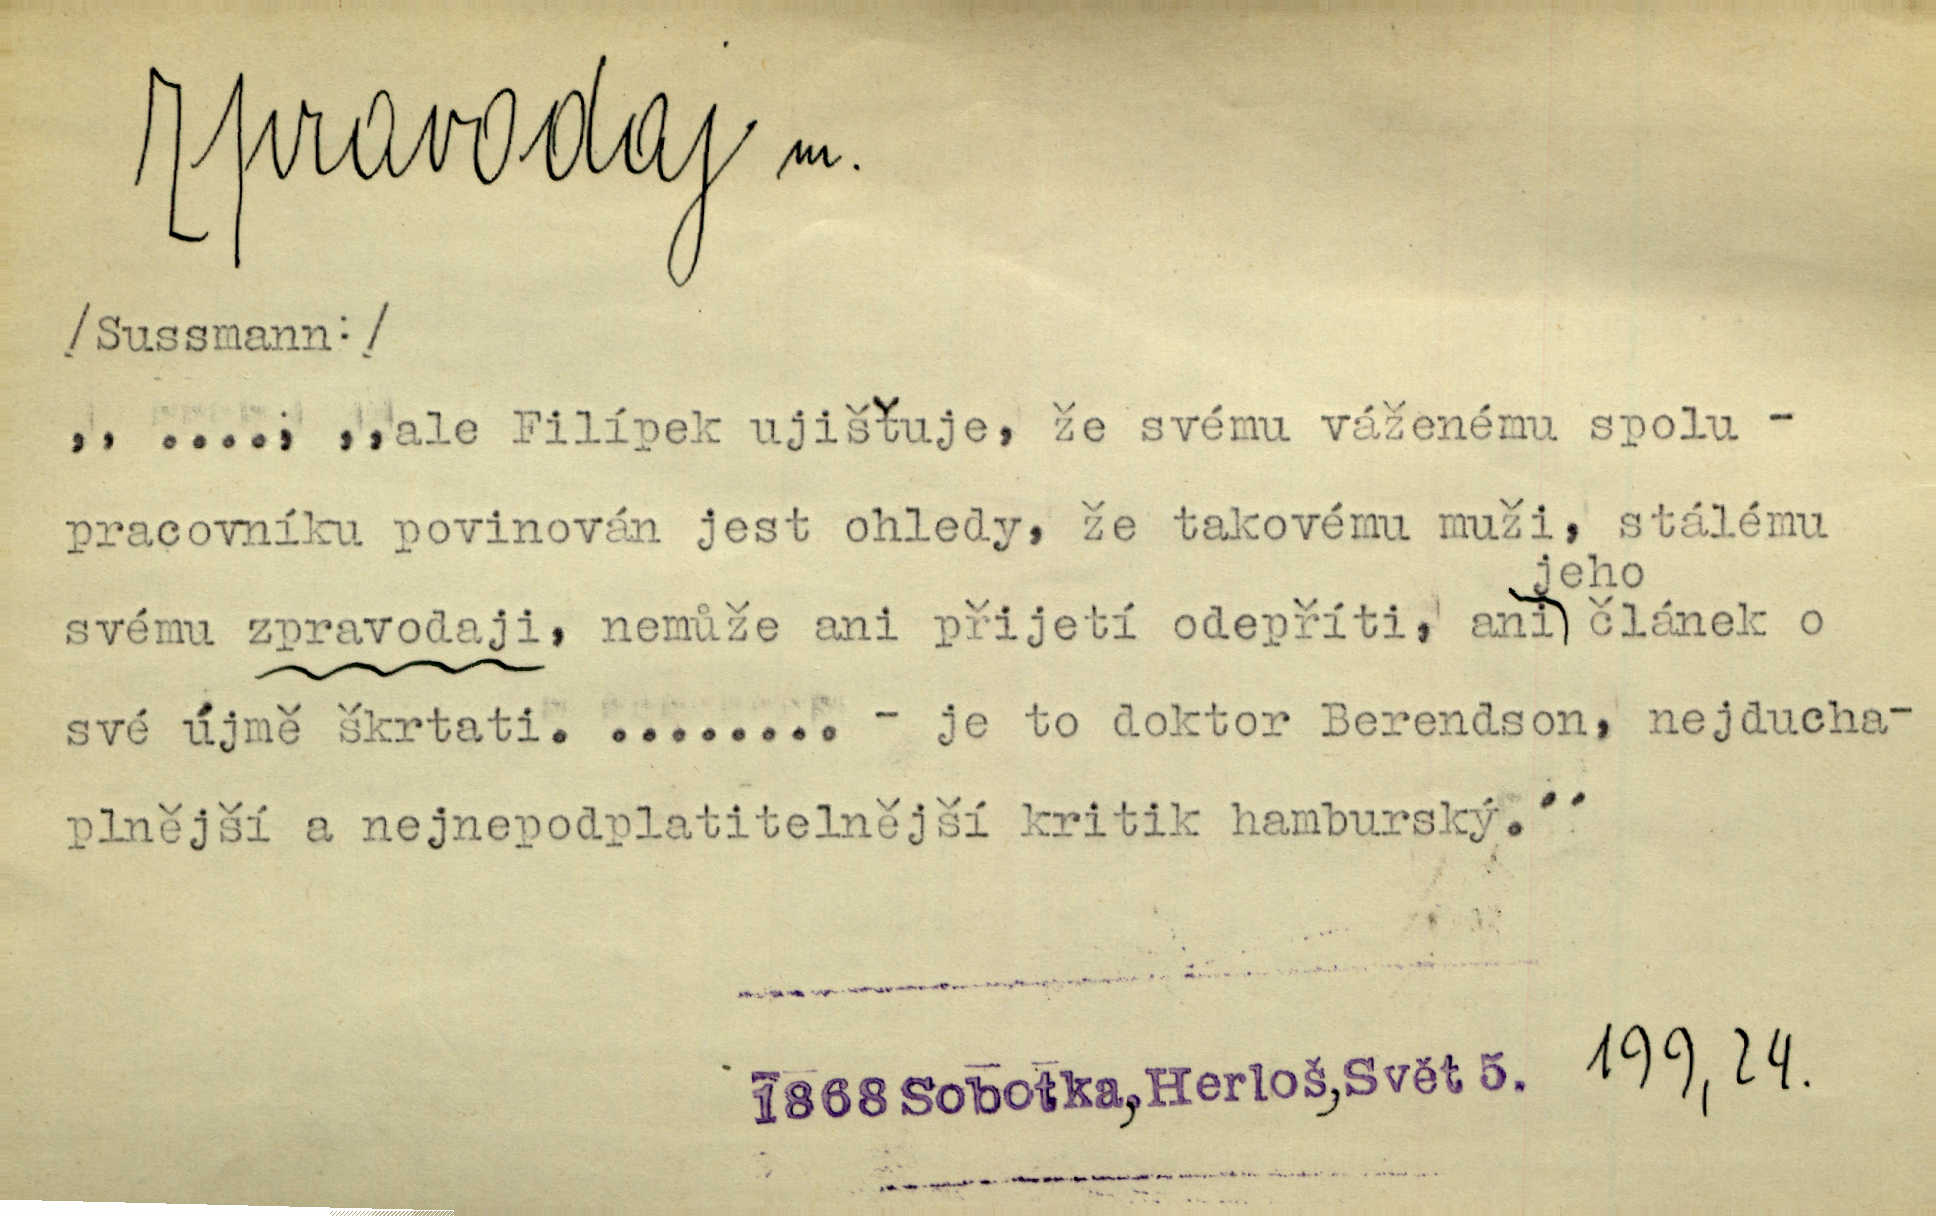 zpravodaj m.
/Sussmann:/
,, ....; ,,ale Filípek ujišťuje, že svému váženému spolu -
pracovníku povinován jest ohledy, že takovému muži, stálému
jeho
svému zpravodaji, nemůže ani přijetí odepříti, ani článek o
své újmě škrtati. ........ - je to doktor Berendson, nejducha-
plnější a nejnepodplatitelnější kritik hamburský.``
1868 Sobotka, Herloš, Svět 5. 199, 24.